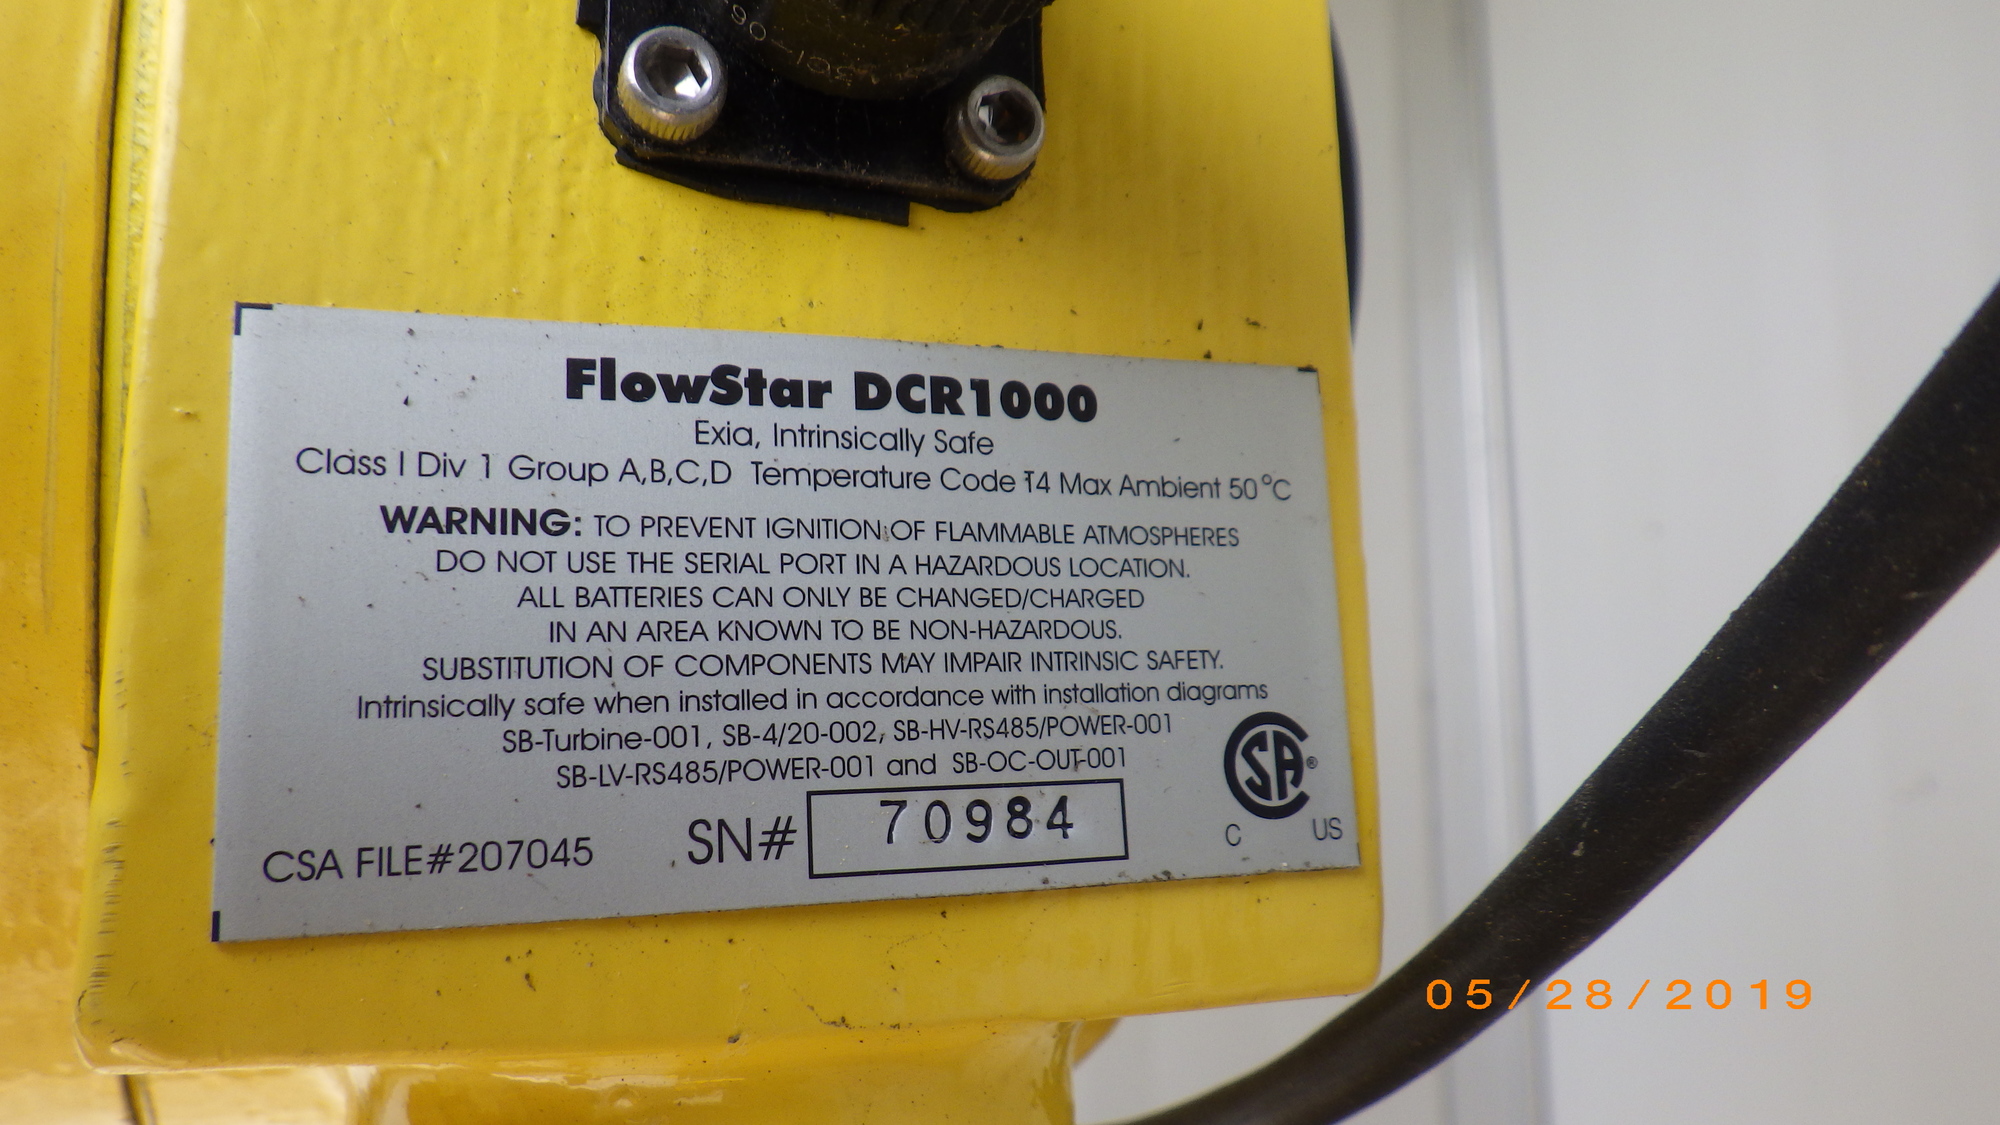 FlowStar DCR1000
Exia, Intrinsically Safe
Class I Div 1 Group A,B,C,D Temperature Code T4 Max Ambient 50°C
WARNING: TO PREVENT IGNITION OF FLAMMABLE ATMOSPHERES
DO NOT USE THE SERIAL PORT IN A HAZARDOUS LOCATION.
ALL BATTERIES CAN ONLY BE CHANGED/CHARGED
IN AN AREA KNOWN TO BE NON-HAZARDOUS.
SUBSTITUTION OF COMPONENTS MAY IMPAIR INTRINSIC SAFETY.
Intrinsically safe when installed in accordance with installation diagrams
SB-Turbine-001, SB-4/20-002, SB-HV-RS485/POWER-001
SB-LV-RS485/POWER-001 and SB-OC-OUT-001
CSA®
C US
CSA FILE#207045 SN# 70984
05/28/2019